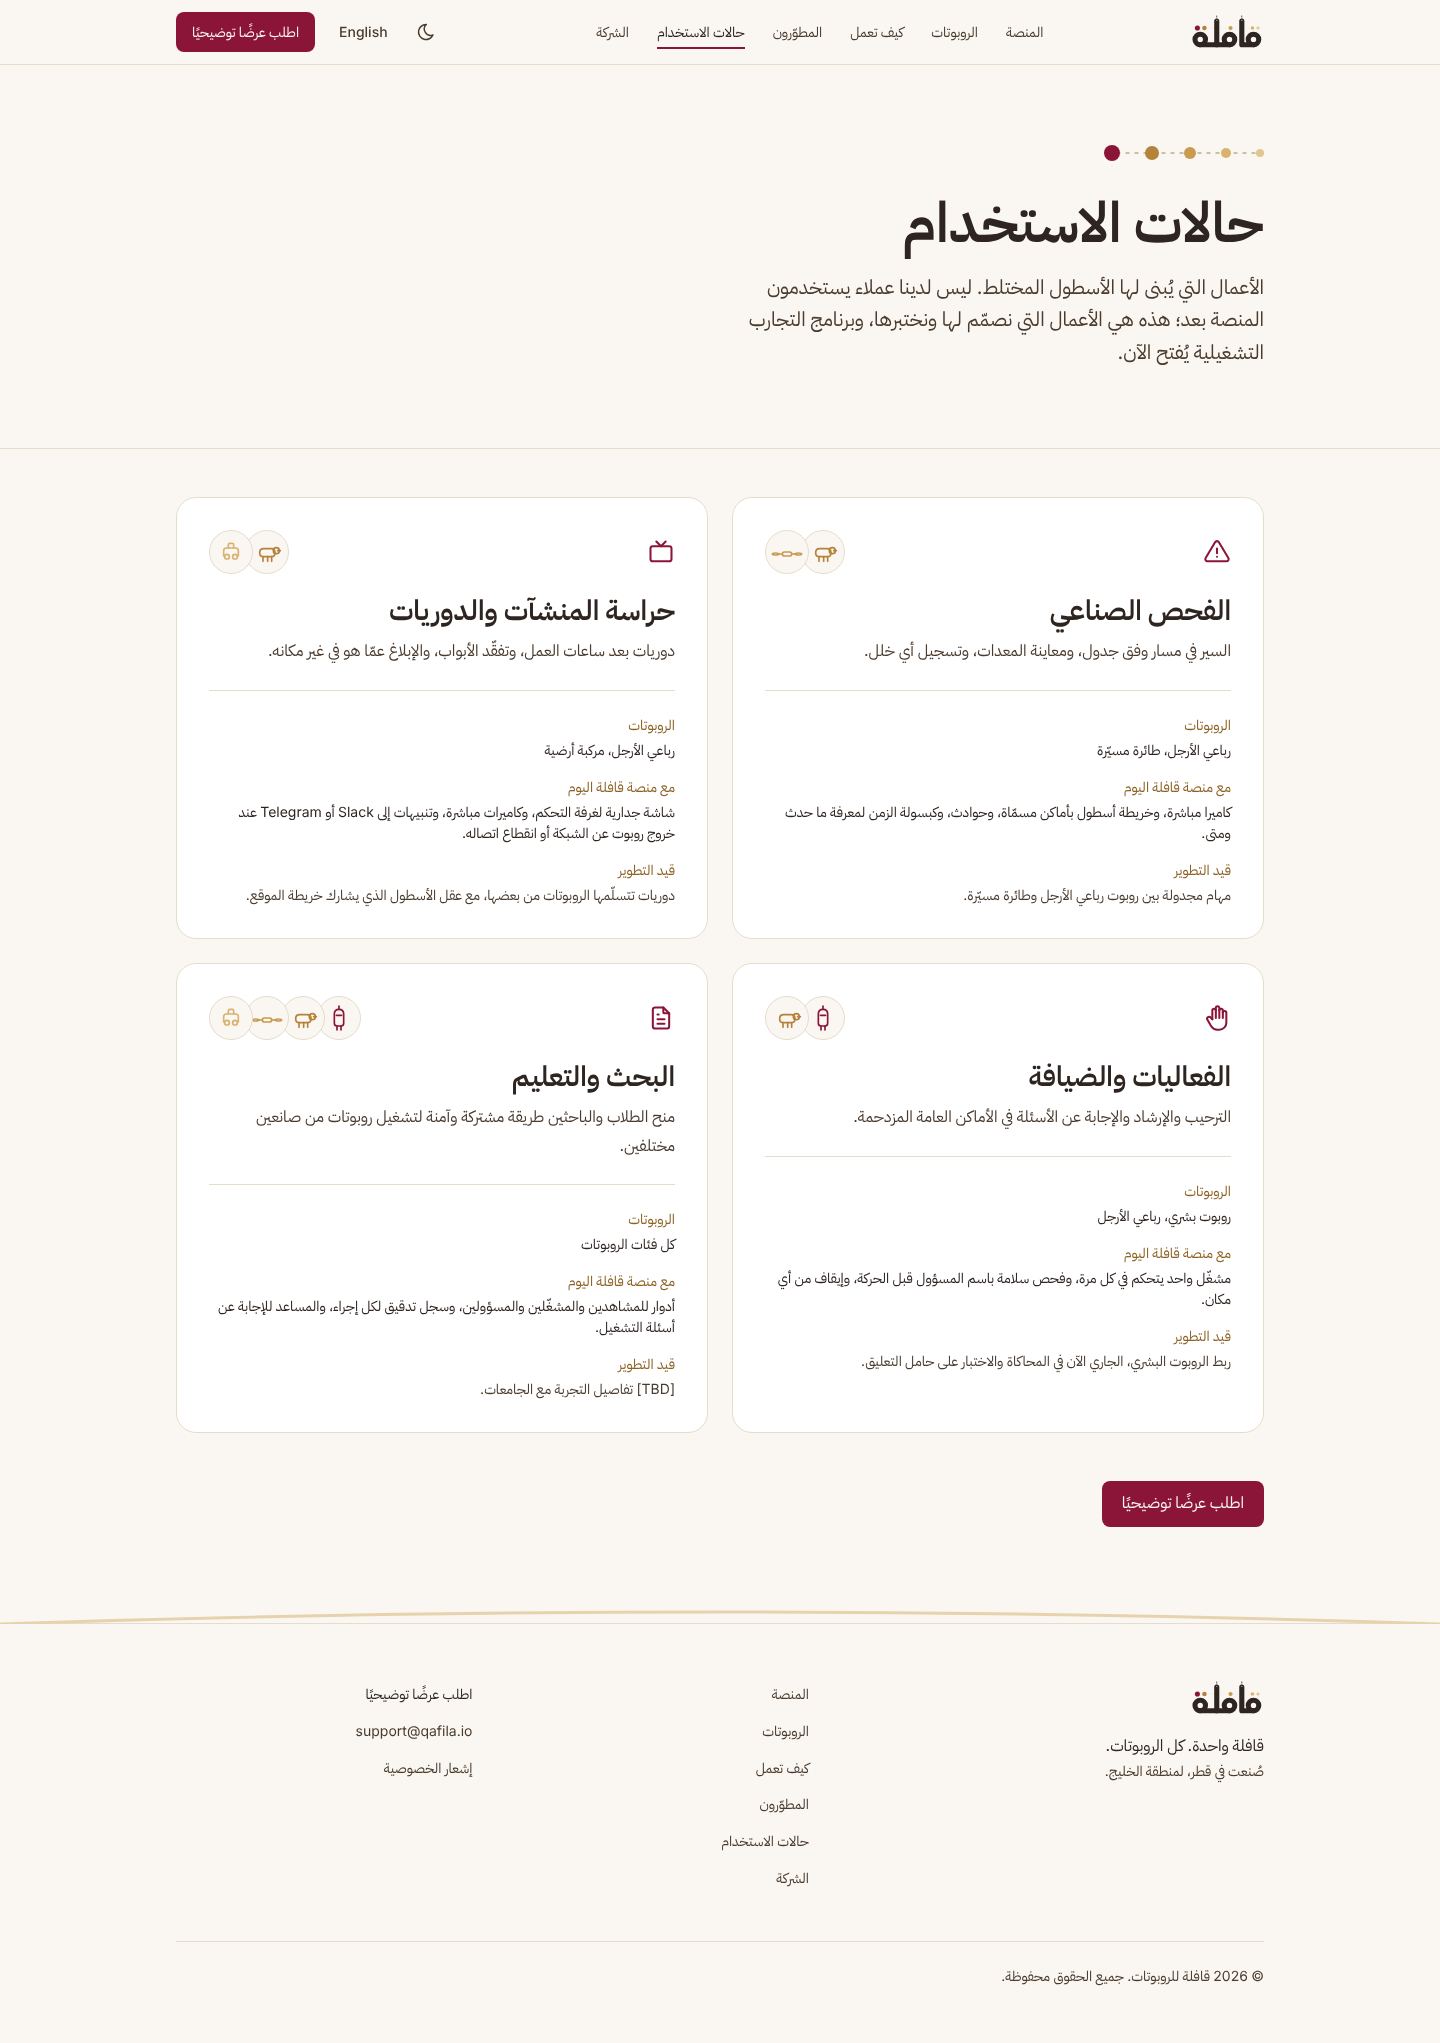 قافلة
المنصة
الروبوتات
كيف تعمل
المطوّرون
حالات الاستخدام
الشركة
English
اطلب عرضًا توضيحيًا
حالات الاستخدام
الأعمال التي يُبنى لها الأسطول المختلط. ليس لدينا عملاء يستخدمون
المنصة بعد؛ هذه هي الأعمال التي نصمّم لها ونختبرها، وبرنامج التجارب
التشغيلية يُفتح الآن.
الفحص الصناعي
السير في مسار وفق جدول، ومعاينة المعدات، وتسجيل أي خلل.
الروبوتات
رباعي الأرجل، طائرة مسيّرة
مع منصة قافلة اليوم
كاميرا مباشرة، وخريطة أسطول بأماكن مسمّاة، وحوادث، وكبسولة الزمن لمعرفة ما حدث
ومتى.
قيد التطوير
مهام مجدولة بين روبوت رباعي الأرجل وطائرة مسيّرة.
حراسة المنشآت والدوريات
دوريات بعد ساعات العمل، وتفقّد الأبواب، والإبلاغ عمّا هو في غير مكانه.
الروبوتات
رباعي الأرجل، مركبة أرضية
مع منصة قافلة اليوم
شاشة جدارية لغرفة التحكم، وكاميرات مباشرة، وتنبيهات إلى Slack أو Telegram عند
خروج روبوت عن الشبكة أو انقطاع اتصاله.
قيد التطوير
دوريات تتسلّمها الروبوتات من بعضها، مع عقل الأسطول الذي يشارك خريطة الموقع.
الفعاليات والضيافة
الترحيب والإرشاد والإجابة عن الأسئلة في الأماكن العامة المزدحمة.
الروبوتات
روبوت بشري، رباعي الأرجل
مع منصة قافلة اليوم
مشغّل واحد يتحكم في كل مرة، وفحص سلامة باسم المسؤول قبل الحركة، وإيقاف من أي
مكان.
قيد التطوير
ربط الروبوت البشري، الجاري الآن في المحاكاة والاختبار على حامل التعليق.
البحث والتعليم
منح الطلاب والباحثين طريقة مشتركة وآمنة لتشغيل روبوتات من صانعين
مختلفين.
الروبوتات
كل فئات الروبوتات
مع منصة قافلة اليوم
أدوار للمشاهدين والمشغّلين والمسؤولين، وسجل تدقيق لكل إجراء، والمساعد للإجابة عن
أسئلة التشغيل.
قيد التطوير
[TBD] تفاصيل التجربة مع الجامعات.
اطلب عرضًا توضيحيًا
قافلة
قافلة واحدة. كل الروبوتات.
صُنعت في قطر، لمنطقة الخليج.
المنصة
الروبوتات
كيف تعمل
المطوّرون
حالات الاستخدام
الشركة
اطلب عرضًا توضيحيًا
support@qafila.io
إشعار الخصوصية
© 2026 قافلة للروبوتات. جميع الحقوق محفوظة.